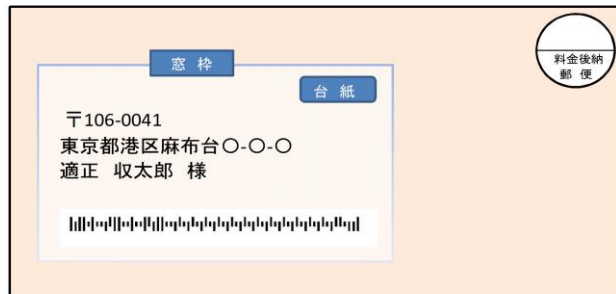 窓 枠
料金後納
郵 便
台 紙
〒106-0041
東京都港区麻布台〇-〇-〇
適正 収太郎 様